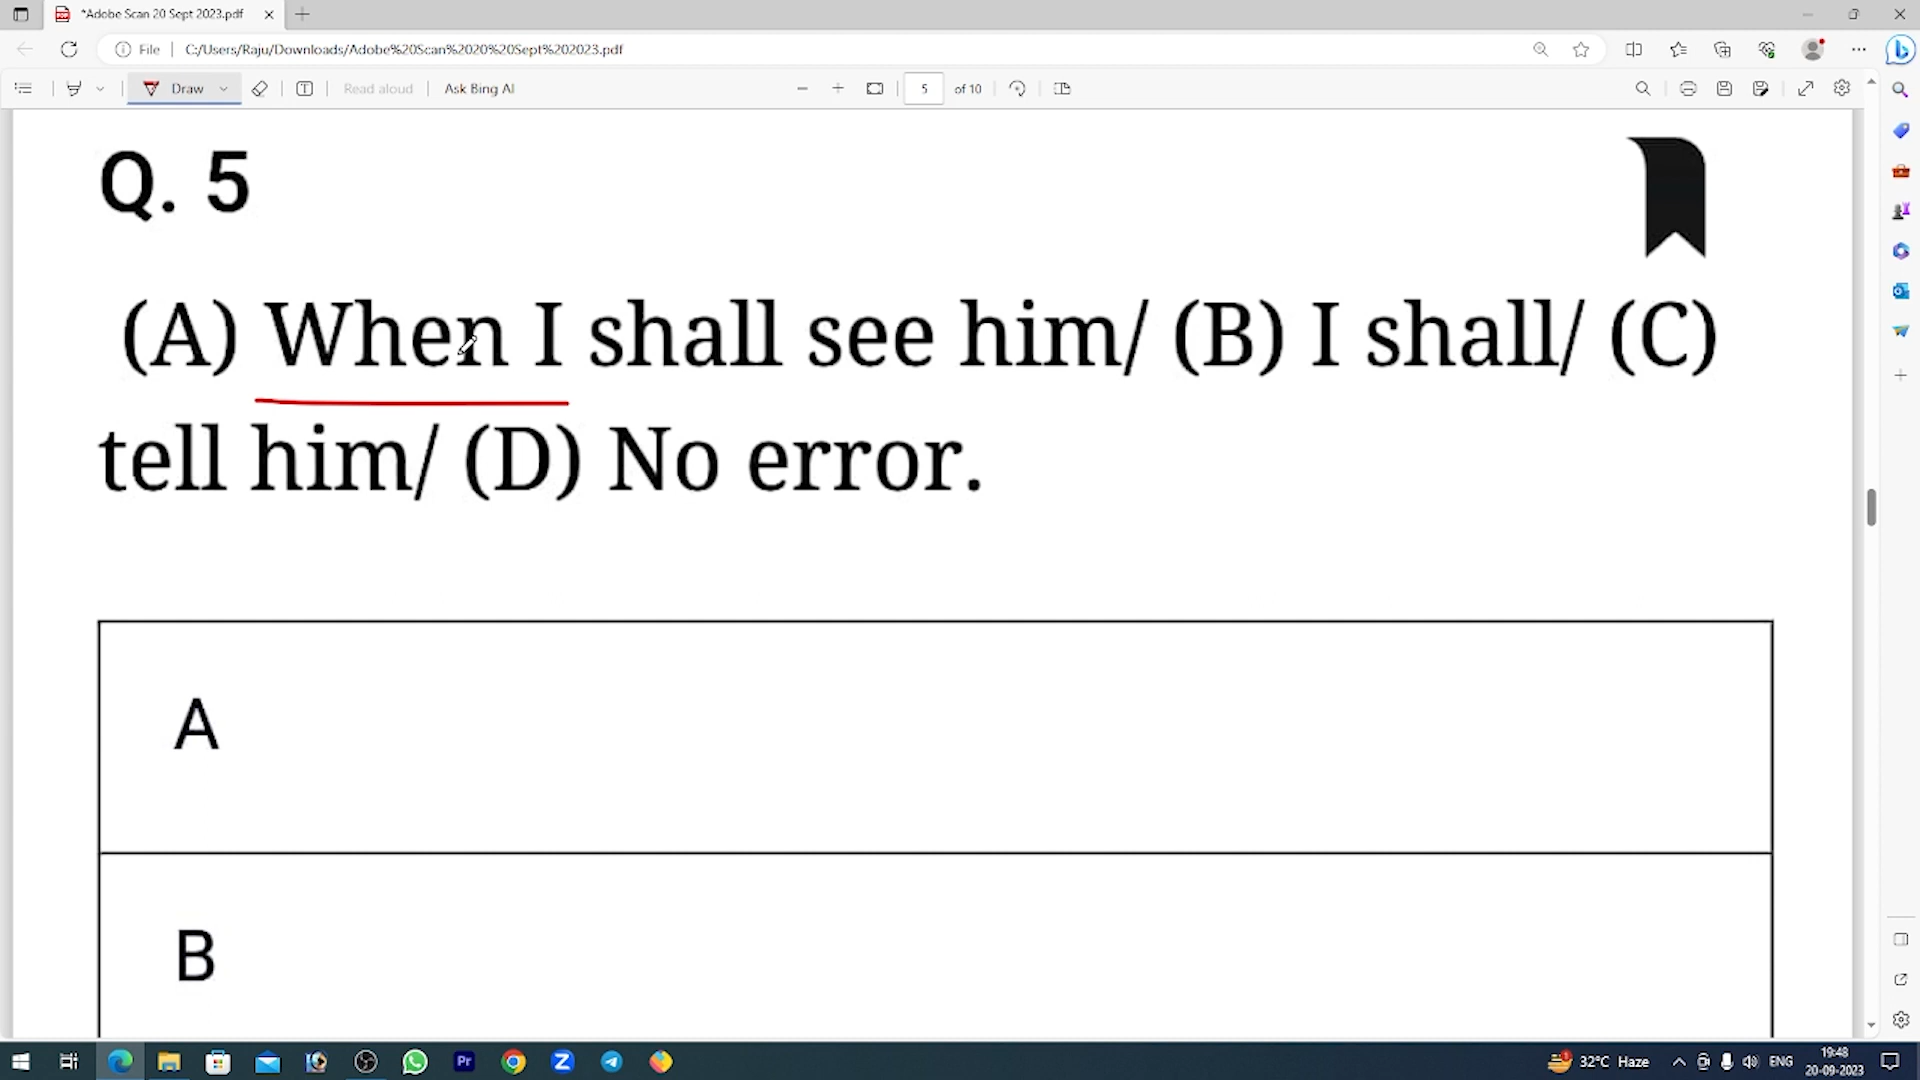 *Adobe Scan 20 Sept 2023.pdf
File C:/Users/Raju/Downloads/Adobe%20Scan%2020%20Sept%202023.pdf
Draw Read aloud Ask Bing AI 5 of 10
Q. 5
(A) When I shall see him/ (B) I shall/ (C)
tell him/ (D) No error.
A
B
Pr
32°C Haze ENG 19:48
20-09-2023